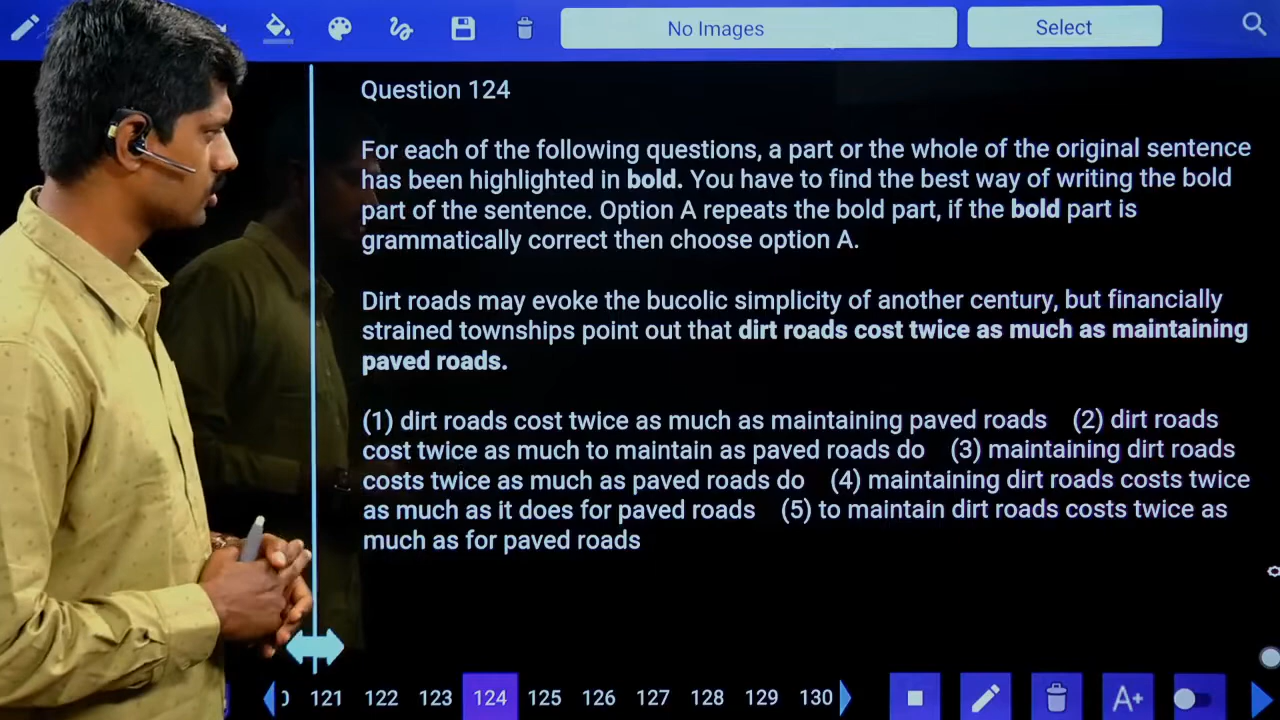 No Images
Select
Question 124
For each of the following questions, a part or the whole of the original sentence
has been highlighted in bold. You have to find the best way of writing the bold
part of the sentence. Option A repeats the bold part, if the bold part is
grammatically correct then choose option A.
Dirt roads may evoke the bucolic simplicity of another century, but financially
strained townships point out that dirt roads cost twice as much as maintaining
paved roads.
(1) dirt roads cost twice as much as maintaining paved roads (2) dirt roads
cost twice as much to maintain as paved roads do (3) maintaining dirt roads
costs twice as much as paved roads do (4) maintaining dirt roads costs twice
as much as it does for paved roads (5) to maintain dirt roads costs twice as
much as for paved roads
121 122 123 124 125 126 127 128 129 130 A+